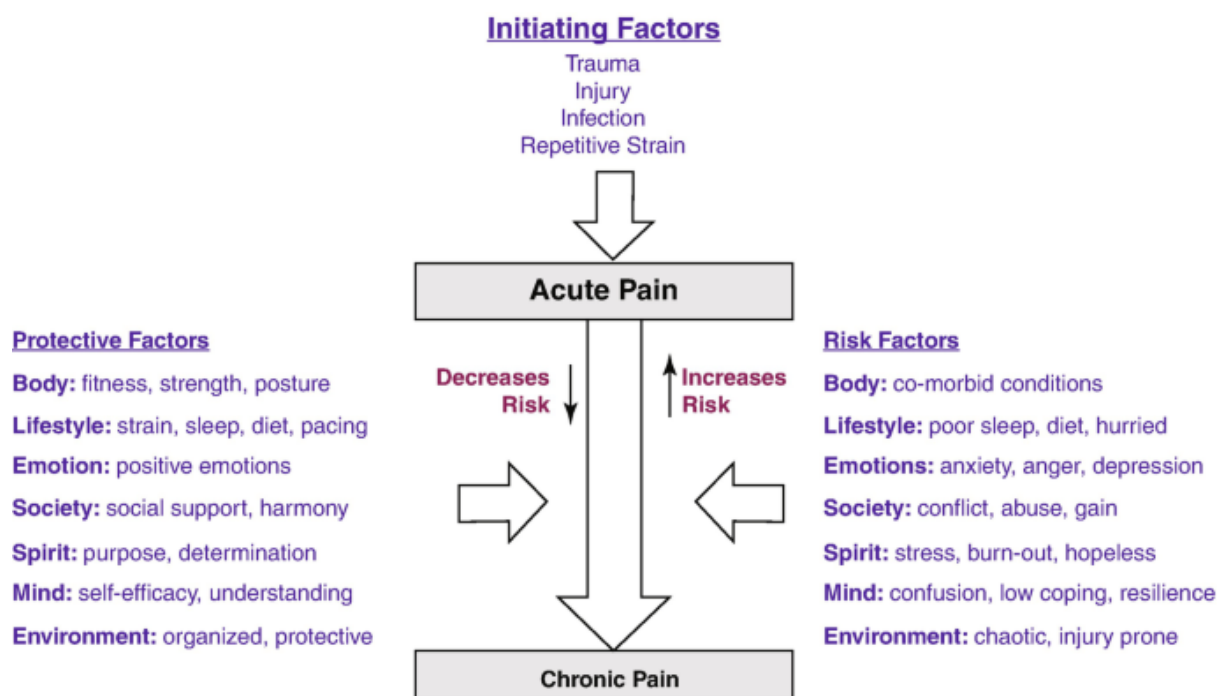 Initiating Factors
Trauma
Injury
Infection
Repetitive Strain
Acute Pain
Protective Factors
Body: fitness, strength, posture
Lifestyle: strain, sleep, diet, pacing
Emotion: positive emotions
Society: social support, harmony
Spirit: purpose, determination
Mind: self-efficacy, understanding
Environment: organized, protective
Decreases
Risk
Increases
Risk
Risk Factors
Body: co-morbid conditions
Lifestyle: poor sleep, diet, hurried
Emotions: anxiety, anger, depression
Society: conflict, abuse, gain
Spirit: stress, burn-out, hopeless
Mind: confusion, low coping, resilience
Environment: chaotic, injury prone
Chronic Pain